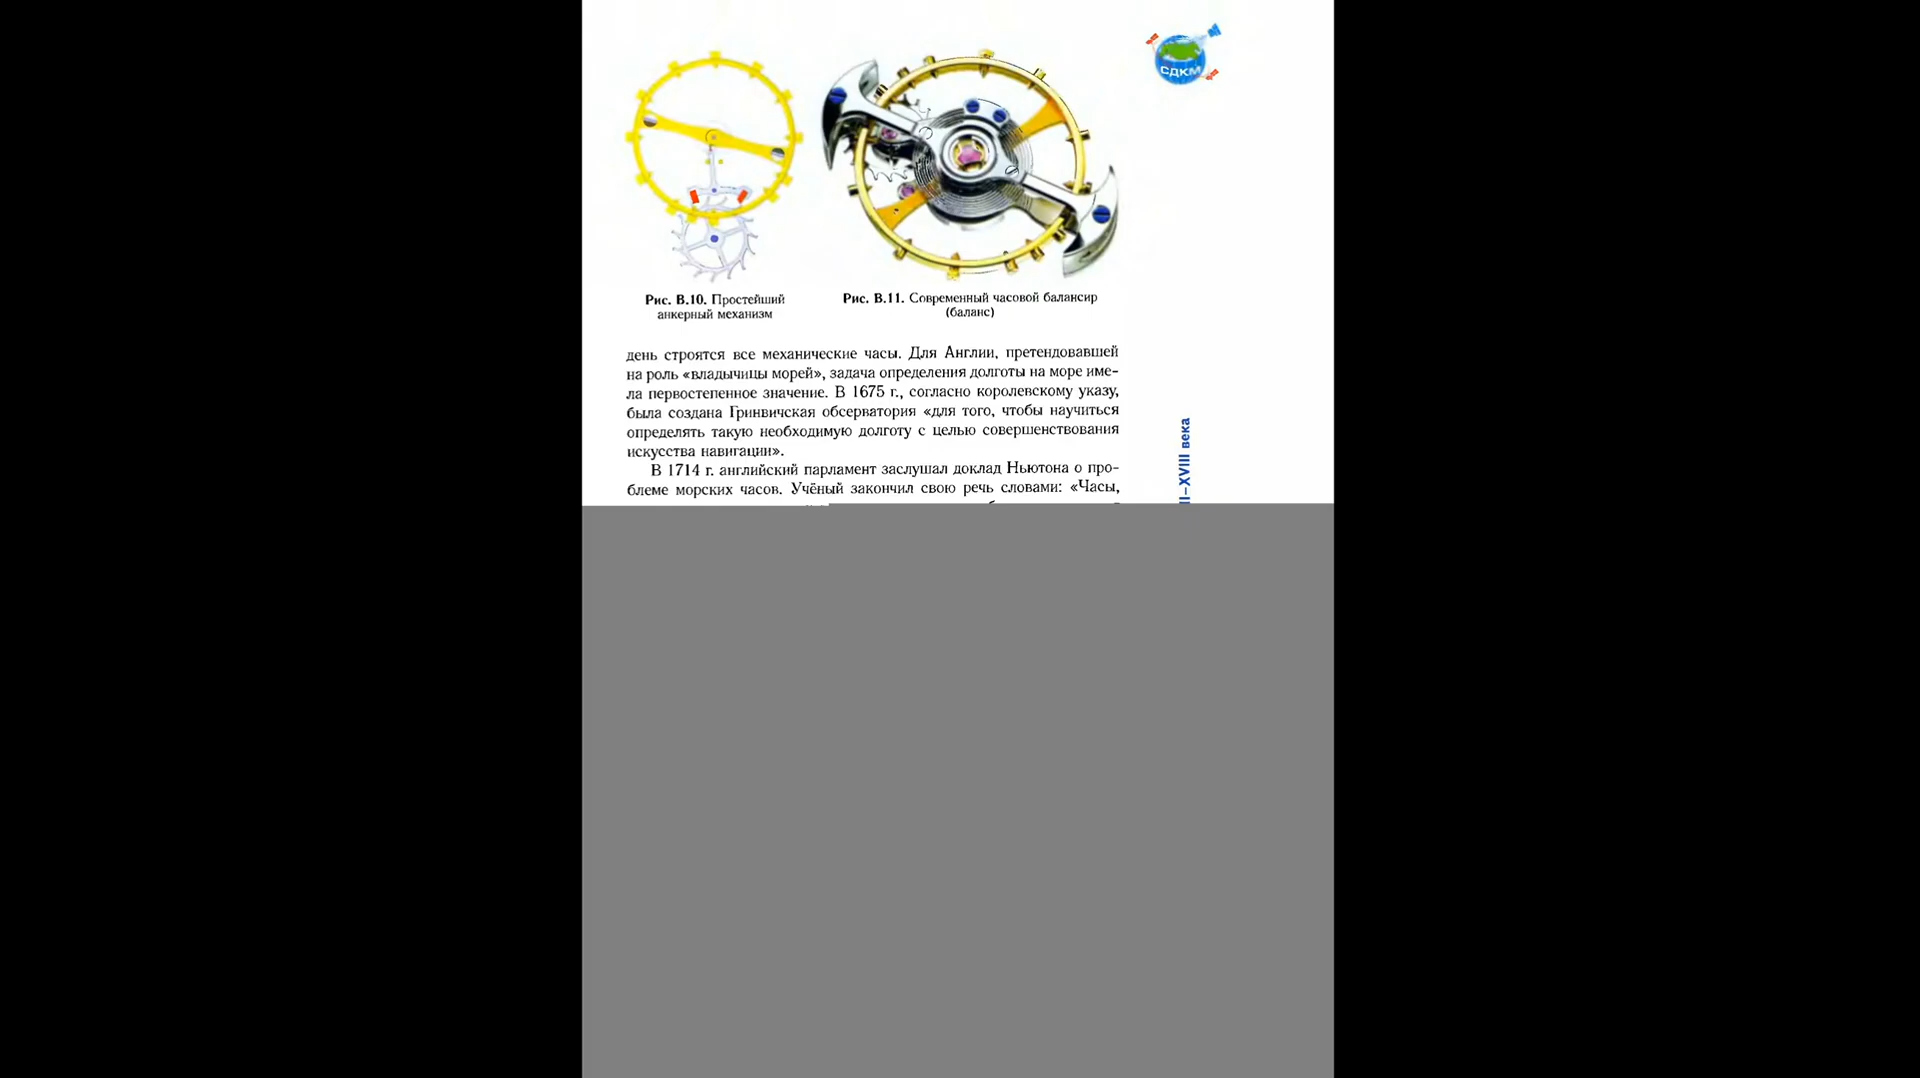 СДКМ
Рис. В.10. Простейший
анкерный механизм
Рис. В.11. Современный часовой балансир
(баланс)
день строятся все механические часы. Для Англии, претендовавшей
на роль «владычицы морей», задача определения долготы на море име-
ла первостепенное значение. В 1675 г., согласно королевскому указу,
была создана Гринвичская обсерватория «для того, чтобы научиться
определять такую необходимую долготу с целью совершенствования
искусства навигации».
В 1714 г. английский парламент заслушал доклад Ньютона о про-
блеме морских часов. Учёный закончил свою речь словами: «Часы,
II–XVIII века